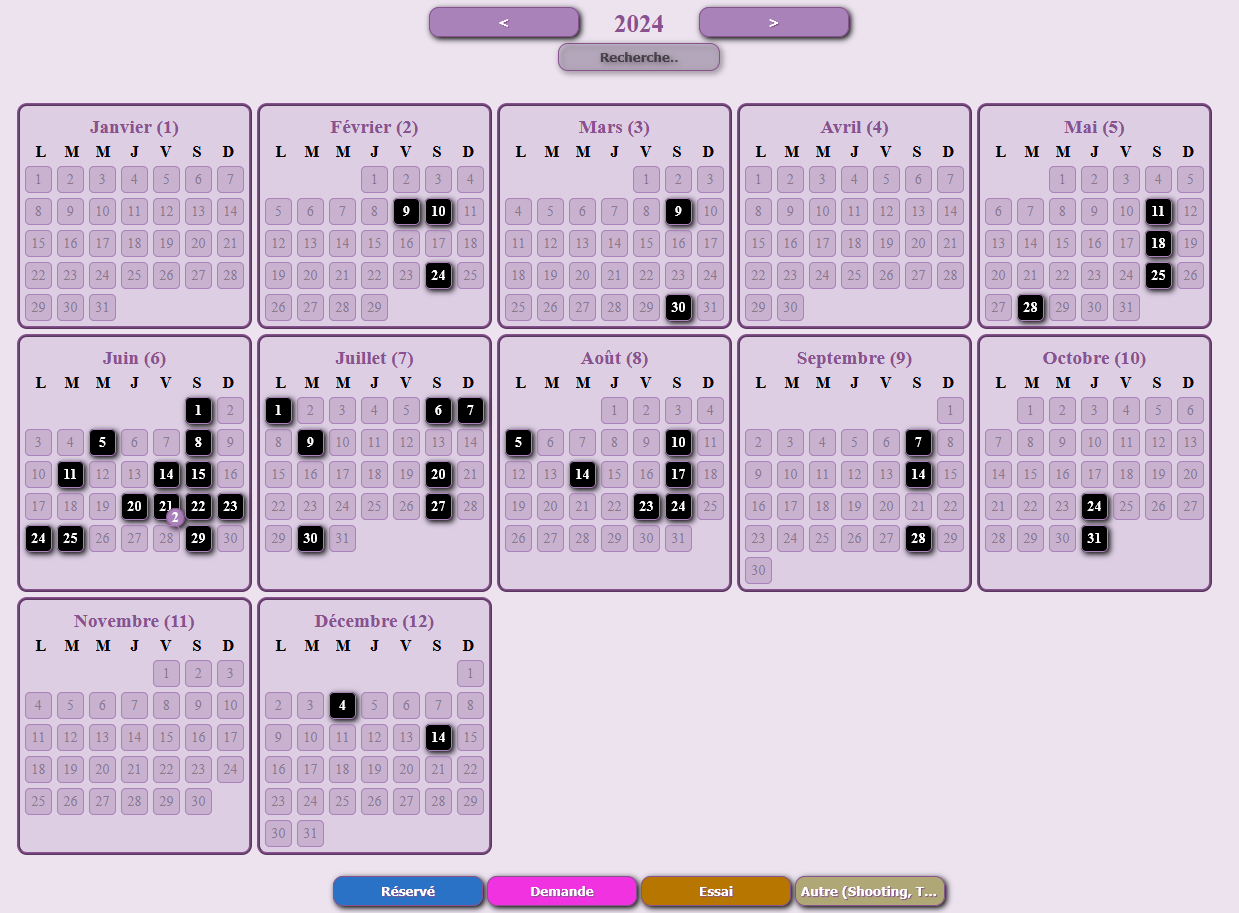 < 2024 >
Recherche..
Janvier (1) Février (2) Mars (3) Avril (4) Mai (5)
L M M J V S D L M M J V S D L M M J V S D L M M J V S D L M M J V S D
1 2 3 4 5 6 7 1 2 3 4 1 2 3 1 2 3 4 5 6 7 1 2 3 4 5
8 9 10 11 12 13 14 5 6 7 8 9 10 11 4 5 6 7 8 9 10 8 9 10 11 12 13 14 6 7 8 9 10 11 12
15 16 17 18 19 20 21 12 13 14 15 16 17 18 11 12 13 14 15 16 17 15 16 17 18 19 20 21 13 14 15 16 17 18 19
22 23 24 25 26 27 28 19 20 21 22 23 24 25 18 19 20 21 22 23 24 22 23 24 25 26 27 28 20 21 22 23 24 25 26
29 30 31 26 27 28 29 25 26 27 28 29 30 31 29 30 27 28 29 30 31
Juin (6) Juillet (7) Août (8) Septembre (9) Octobre (10)
L M M J V S D L M M J V S D L M M J V S D L M M J V S D L M M J V S D
1 2 1 2 3 4 5 6 7 1 2 3 4 1 1 2 3 4 5 6
3 4 5 6 7 8 9 8 9 10 11 12 13 14 5 6 7 8 9 10 11 2 3 4 5 6 7 8 7 8 9 10 11 12 13
10 11 12 13 14 15 16 15 16 17 18 19 20 21 12 13 14 15 16 17 18 9 10 11 12 13 14 15 14 15 16 17 18 19 20
17 18 19 20 21 2 22 23 22 23 24 25 26 27 28 19 20 21 22 23 24 25 16 17 18 19 20 21 22 21 22 23 24 25 26 27
24 25 26 27 28 29 30 29 30 31 26 27 28 29 30 31 23 24 25 26 27 28 29 28 29 30 31
30
Novembre (11) Décembre (12)
L M M J V S D L M M J V S D
1 2 3 1
4 5 6 7 8 9 10 2 3 4 5 6 7 8
11 12 13 14 15 16 17 9 10 11 12 13 14 15
18 19 20 21 22 23 24 16 17 18 19 20 21 22
25 26 27 28 29 30 23 24 25 26 27 28 29
30 31
Réservé Demande Essai Autre (Shooting, T...